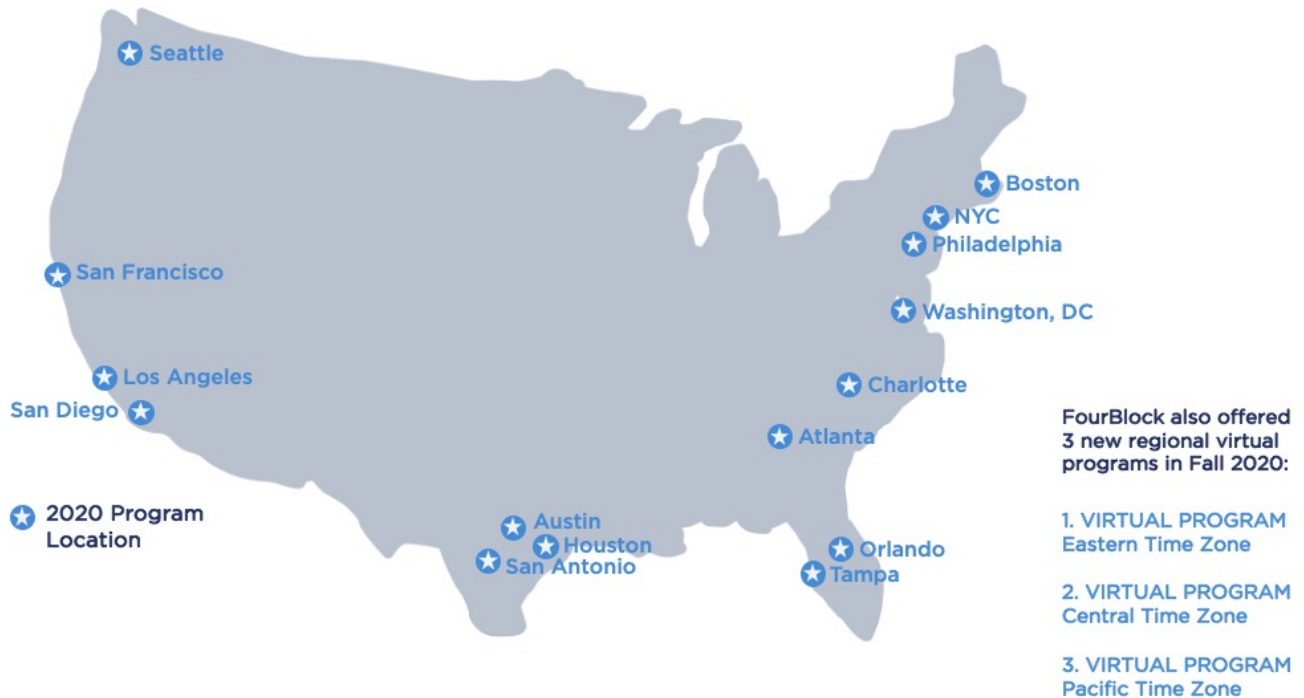 Seattle
Boston
NYC
Philadelphia
San Francisco
Washington, DC
Los Angeles
Charlotte
San Diego
Atlanta
FourBlock also offered
3 new regional virtual
programs in Fall 2020:
2020 Program
Location
Austin
Houston
San Antonio
Orlando
Tampa
1. VIRTUAL PROGRAM
Eastern Time Zone
2. VIRTUAL PROGRAM
Central Time Zone
3. VIRTUAL PROGRAM
Pacific Time Zone